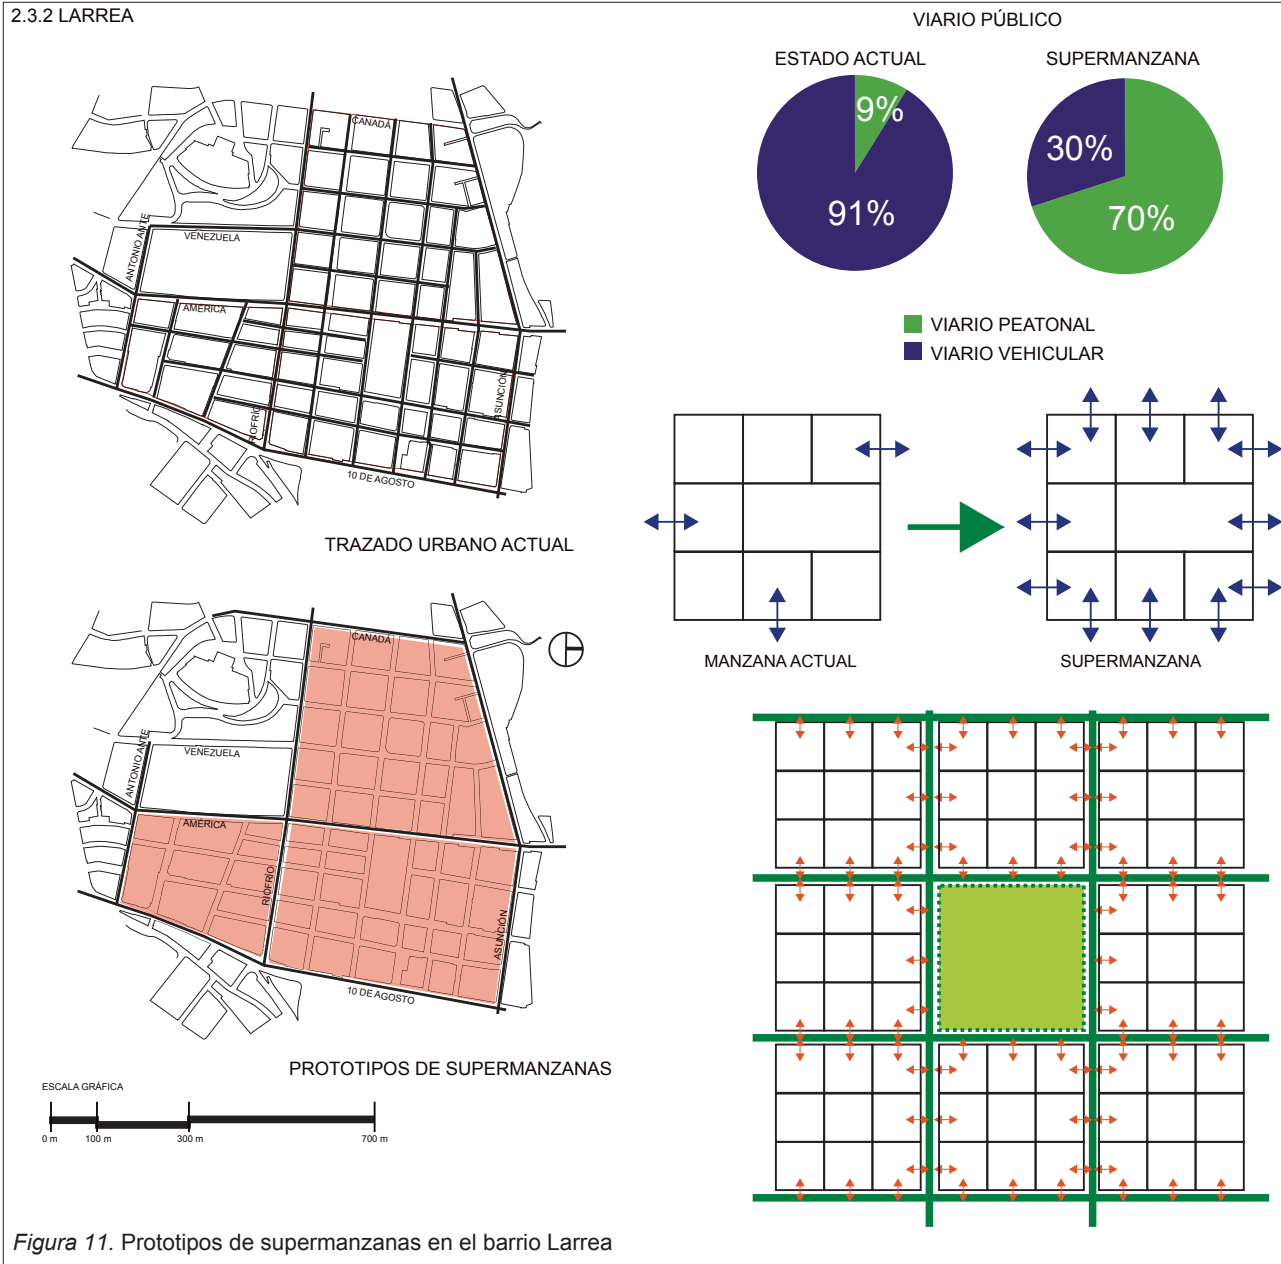 2.3.2 LARREA
CANADÁ
ANTONIO ANTE
VENEZUELA
AMÉRICA
RIOFRÍO
ASUNCIÓN
10 DE AGOSTO
TRAZADO URBANO ACTUAL
CANADÁ
ANTONIO ANTE
VENEZUELA
AMÉRICA
RIOFRÍO
ASUNCIÓN
10 DE AGOSTO
PROTOTIPOS DE SUPERMANZANAS
ESCALA GRÁFICA
0 m 100 m 300 m 700 m
VIARIO PÚBLICO
ESTADO ACTUAL
9%
91%
SUPERMANZANA
30%
70%
VIARIO PEATONAL
VIARIO VEHICULAR
MANZANA ACTUAL
SUPERMANZANA
Figura 11. Prototipos de supermanzanas en el barrio Larrea